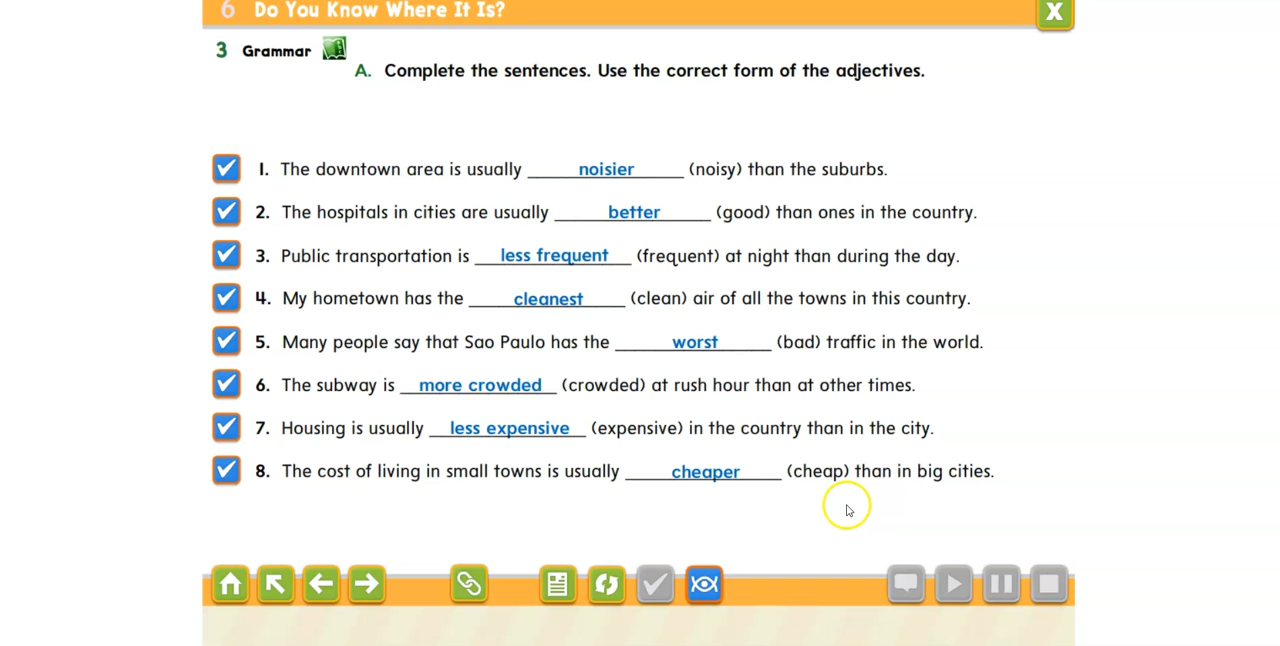 6 Do You Know Where It Is?
X
3 Grammar
A. Complete the sentences. Use the correct form of the adjectives.
1. The downtown area is usually noisier (noisy) than the suburbs.
2. The hospitals in cities are usually better (good) than ones in the country.
3. Public transportation is less frequent (frequent) at night than during the day.
4. My hometown has the cleanest (clean) air of all the towns in this country.
5. Many people say that Sao Paulo has the worst (bad) traffic in the world.
6. The subway is more crowded (crowded) at rush hour than at other times.
7. Housing is usually less expensive (expensive) in the country than in the city.
8. The cost of living in small towns is usually cheaper (cheap) than in big cities.